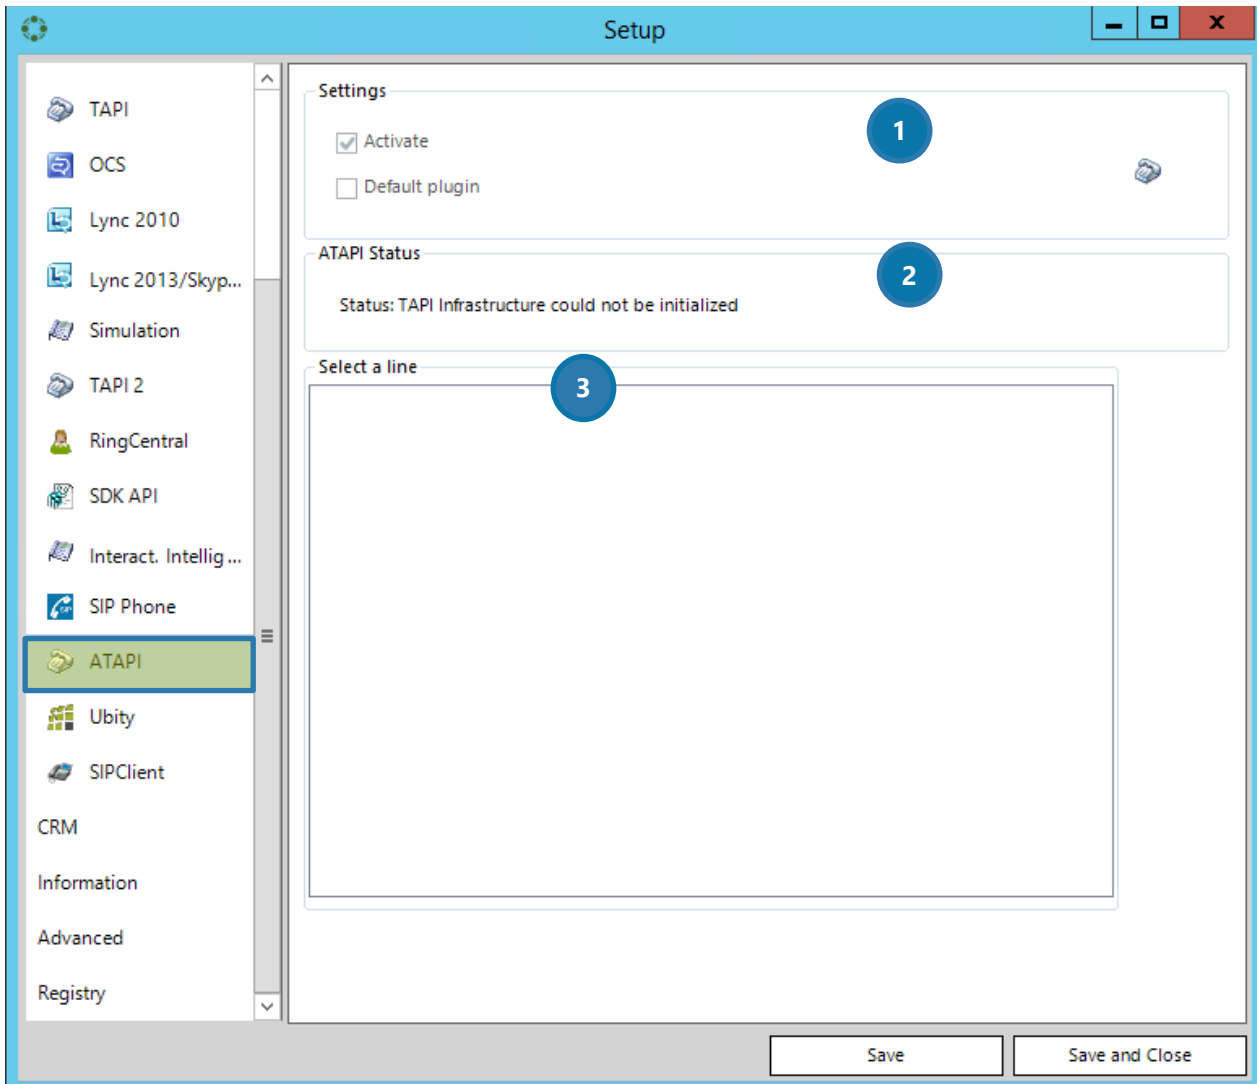 Setup
X
TAPI
OCS
Lync 2010
Lync 2013/Skyp...
Simulation
TAPI 2
RingCentral
SDK API
Interact. Intellig ...
SIP Phone
ATAPI
Ubity
SIPClient
CRM
Information
Advanced
Registry
Settings
1
Activate
Default plugin
ATAPI Status
2
Status: TAPI Infrastructure could not be initialized
Select a line
3
Save
Save and Close